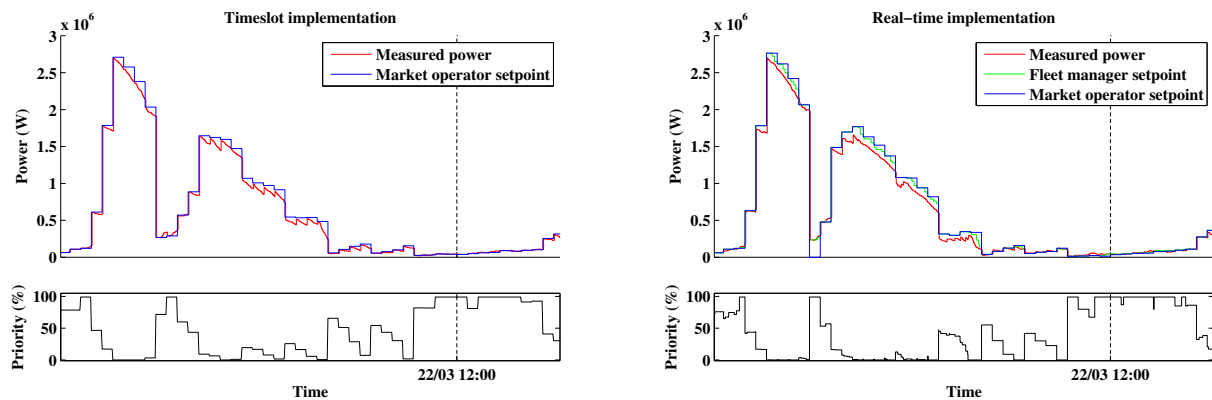 Timeslot implementation
x 10^6
3
2.5
2
1.5
1
0.5
0
Power (W)
Measured power
Market operator setpoint
100
50
0
Priority (%)
22/03 12:00
Time
Real−time implementation
x 10^6
3
2.5
2
1.5
1
0.5
0
Power (W)
Measured power
Fleet manager setpoint
Market operator setpoint
100
50
0
Priority (%)
22/03 12:00
Time